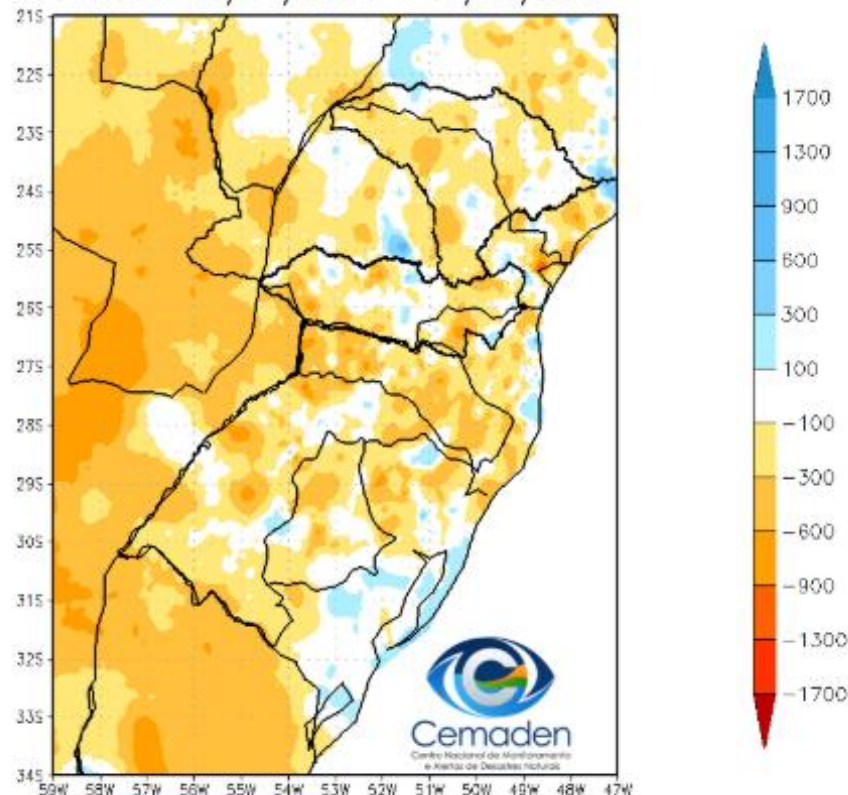 21S
22S
23S
24S
25S
26S
27S
28S
29S
30S
31S
32S
33S
34S
59W 58W 57W 56W 55W 54W 53W 52W 51W 50W 49W 48W 47W
1700
1300
900
600
300
100
-100
-300
-600
-900
-1300
-1700
Cemaden
Centro Nacional de Monitoramento
e Alertas de Desastres Naturais